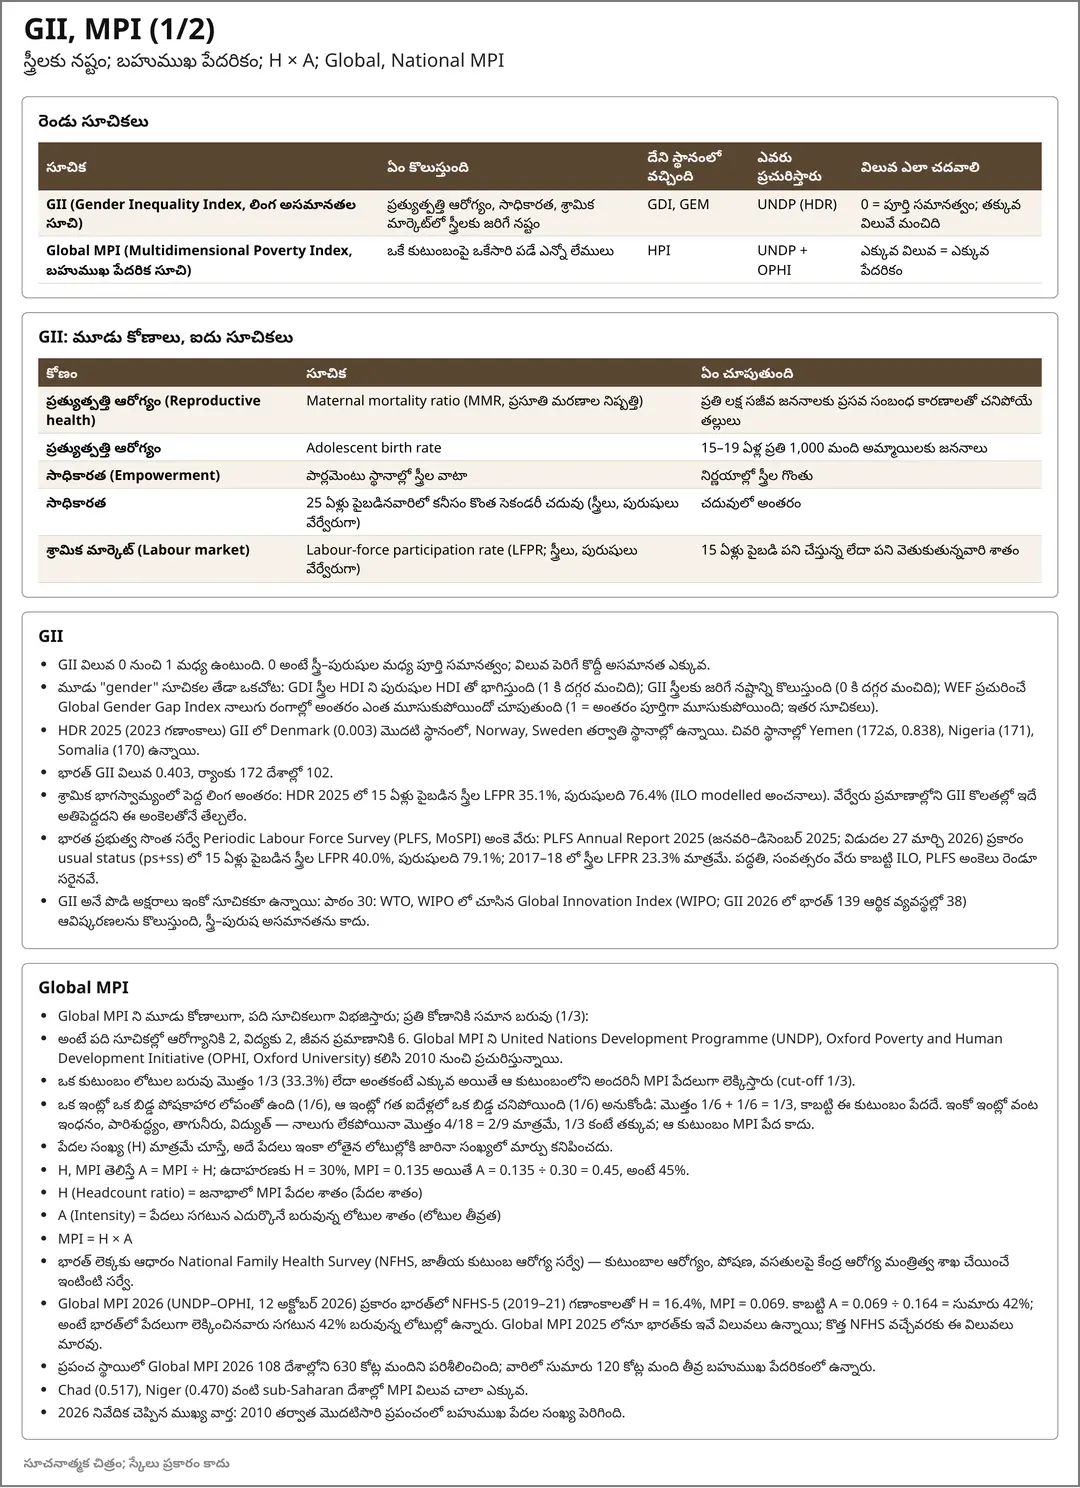 GII, MPI (1/2)
స్త్రీలకు నష్టం; బహుముఖ పేదరికం; H × A; Global, National MPI
రెండు సూచికలు
సూచిక
ఏం కొలుస్తుంది
దేని స్థానంలో
వచ్చింది
ఎవరు
ప్రచురిస్తారు
విలువ ఎలా చదవాలి
GII (Gender Inequality Index, లింగ అసమానతల
సూచి)
ప్రత్యుత్పత్తి ఆరోగ్యం, సాధికారత, శ్రామిక
మార్కెట్‌లో స్త్రీలకు జరిగే నష్టం
GDI, GEM
UNDP (HDR)
0 = పూర్తి సమానత్వం; తక్కువ
విలువే మంచిది
Global MPI (Multidimensional Poverty Index,
బహుముఖ పేదరిక సూచి)
ఒకే కుటుంబంపై ఒకేసారి పడే ఎన్నో లేములు
HPI
UNDP +
OPHI
ఎక్కువ విలువ = ఎక్కువ
పేదరికం
GII: మూడు కోణాలు, ఐదు సూచికలు
కోణం
సూచిక
ఏం చూపుతుంది
ప్రత్యుత్పత్తి ఆరోగ్యం (Reproductive
health)
Maternal mortality ratio (MMR, ప్రసూతి మరణాల నిష్పత్తి)
ప్రతి లక్ష సజీవ జననాలకు ప్రసవ సంబంధ కారణాలతో చనిపోయే
తల్లులు
ప్రత్యుత్పత్తి ఆరోగ్యం
Adolescent birth rate
15–19 ఏళ్ల ప్రతి 1,000 మంది అమ్మాయిలకు జననాలు
సాధికారత (Empowerment)
పార్లమెంటు స్థానాల్లో స్త్రీల వాటా
నిర్ణయాల్లో స్త్రీల గొంతు
సాధికారత
25 ఏళ్లు పైబడినవారిలో కనీసం కొంత సెకండరీ చదువు (స్త్రీలు, పురుషులు
వేర్వేరుగా)
చదువులో అంతరం
శ్రామిక మార్కెట్ (Labour market)
Labour-force participation rate (LFPR; స్త్రీలు, పురుషులు
వేర్వేరుగా)
15 ఏళ్లు పైబడి పని చేస్తున్న లేదా పని వెతుకుతున్నవారి శాతం
GII
• GII విలువ 0 నుంచి 1 మధ్య ఉంటుంది. 0 అంటే స్త్రీ–పురుషుల మధ్య పూర్తి సమానత్వం; విలువ పెరిగే కొద్దీ అసమానత ఎక్కువ.
• మూడు "gender" సూచికల తేడా ఒకచోట: GDI స్త్రీల HDI ని పురుషుల HDI తో భాగిస్తుంది (1 కి దగ్గర మంచిది); GII స్త్రీలకు జరిగే నష్టాన్ని కొలుస్తుంది (0 కి దగ్గర మంచిది); WEF ప్రచురించే
Global Gender Gap Index నాలుగు రంగాల్లో అంతరం ఎంత మూసుకుపోయిందో చూపుతుంది (1 = అంతరం పూర్తిగా మూసుకుపోయింది; ఇతర సూచికలు).
• HDR 2025 (2023 గణాంకాలు) GII లో Denmark (0.003) మొదటి స్థానంలో, Norway, Sweden తర్వాతి స్థానాల్లో ఉన్నాయి. చివరి స్థానాల్లో Yemen (172వ, 0.838), Nigeria (171),
Somalia (170) ఉన్నాయి.
• భారత్ GII విలువ 0.403, ర్యాంకు 172 దేశాల్లో 102.
• శ్రామిక భాగస్వామ్యంలో పెద్ద లింగ అంతరం: HDR 2025 లో 15 ఏళ్లు పైబడిన స్త్రీల LFPR 35.1%, పురుషులది 76.4% (ILO modelled అంచనాలు). వేర్వేరు ప్రమాణాల్లోని GII కొలతల్లో ఇదే
అతిపెద్దదని ఈ అంకెలతోనే తేల్చలేం.
• భారత ప్రభుత్వ సొంత సర్వే Periodic Labour Force Survey (PLFS, MoSPI) అంకె వేరు: PLFS Annual Report 2025 (జనవరి–డిసెంబర్ 2025; విడుదల 27 మార్చి 2026) ప్రకారం
usual status (ps+ss) లో 15 ఏళ్లు పైబడిన స్త్రీల LFPR 40.0%, పురుషులది 79.1%; 2017–18 లో స్త్రీల LFPR 23.3% మాత్రమే. పద్ధతి, సంవత్సరం వేరు కాబట్టి ILO, PLFS అంకెలు రెండూ
సరైనవే.
• GII అనే పొడి అక్షరాలు ఇంకో సూచికకూ ఉన్నాయి: పాఠం 30: WTO, WIPO లో చూసిన Global Innovation Index (WIPO; GII 2026 లో భారత్ 139 ఆర్థిక వ్యవస్థల్లో 38)
ఆవిష్కరణలను కొలుస్తుంది, స్త్రీ–పురుష అసమానతను కాదు.
Global MPI
• Global MPI ని మూడు కోణాలుగా, పది సూచికలుగా విభజిస్తారు; ప్రతి కోణానికి సమాన బరువు (1/3):
• అంటే పది సూచికల్లో ఆరోగ్యానికి 2, విద్యకు 2, జీవన ప్రమాణానికి 6. Global MPI ని United Nations Development Programme (UNDP), Oxford Poverty and Human
Development Initiative (OPHI, Oxford University) కలిసి 2010 నుంచి ప్రచురిస్తున్నాయి.
• ఒక కుటుంబం లోటుల బరువు మొత్తం 1/3 (33.3%) లేదా అంతకంటే ఎక్కువ అయితే ఆ కుటుంబంలోని అందరినీ MPI పేదలుగా లెక్కిస్తారు (cut-off 1/3).
• ఒక ఇంట్లో ఒక బిడ్డ పోషకాహార లోపంతో ఉంది (1/6), ఆ ఇంట్లో గత ఐదేళ్లలో ఒక బిడ్డ చనిపోయింది (1/6) అనుకోండి: మొత్తం 1/6 + 1/6 = 1/3, కాబట్టి ఈ కుటుంబం పేదదే. ఇంకో ఇంట్లో వంట
ఇంధనం, పారిశుద్ధ్యం, తాగునీరు, విద్యుత్ — నాలుగు లేకపోయినా మొత్తం 4/18 = 2/9 మాత్రమే, 1/3 కంటే తక్కువ; ఆ కుటుంబం MPI పేద కాదు.
• పేదల సంఖ్య (H) మాత్రమే చూస్తే, అదే పేదలు ఇంకా లోతైన లోటుల్లోకి జారినా సంఖ్యలో మార్పు కనిపించదు.
• H, MPI తెలిస్తే A = MPI ÷ H; ఉదాహరణకు H = 30%, MPI = 0.135 అయితే A = 0.135 ÷ 0.30 = 0.45, అంటే 45%.
• H (Headcount ratio) = జనాభాలో MPI పేదల శాతం (పేదల శాతం)
• A (Intensity) = పేదలు సగటున ఎదుర్కొనే బరువున్న లోటుల శాతం (లోటుల తీవ్రత)
• MPI = H × A
• భారత్ లెక్కకు ఆధారం National Family Health Survey (NFHS, జాతీయ కుటుంబ ఆరోగ్య సర్వే) — కుటుంబాల ఆరోగ్యం, పోషణ, వసతులపై కేంద్ర ఆరోగ్య మంత్రిత్వ శాఖ చేయించే
ఇంటింటి సర్వే.
• Global MPI 2026 (UNDP–OPHI, 12 అక్టోబర్ 2026) ప్రకారం భారత్‌లో NFHS-5 (2019–21) గణాంకాలతో H = 16.4%, MPI = 0.069. కాబట్టి A = 0.069 ÷ 0.164 = సుమారు 42%;
అంటే భారత్‌లో పేదలుగా లెక్కించినవారు సగటున 42% బరువున్న లోటుల్లో ఉన్నారు. Global MPI 2025 లోనూ భారత్‌కు ఇవే విలువలు ఉన్నాయి; కొత్త NFHS వచ్చేవరకు ఈ విలువలు
మారవు.
• ప్రపంచ స్థాయిలో Global MPI 2026 108 దేశాల్లోని 630 కోట్ల మందిని పరిశీలించింది; వారిలో సుమారు 120 కోట్ల మంది తీవ్ర బహుముఖ పేదరికంలో ఉన్నారు.
• Chad (0.517), Niger (0.470) వంటి sub-Saharan దేశాల్లో MPI విలువ చాలా ఎక్కువ.
• 2026 నివేదిక చెప్పిన ముఖ్య వార్త: 2010 తర్వాత మొదటిసారి ప్రపంచంలో బహుముఖ పేదల సంఖ్య పెరిగింది.
సూచనాత్మక చిత్రం; స్కేలు ప్రకారం కాదు